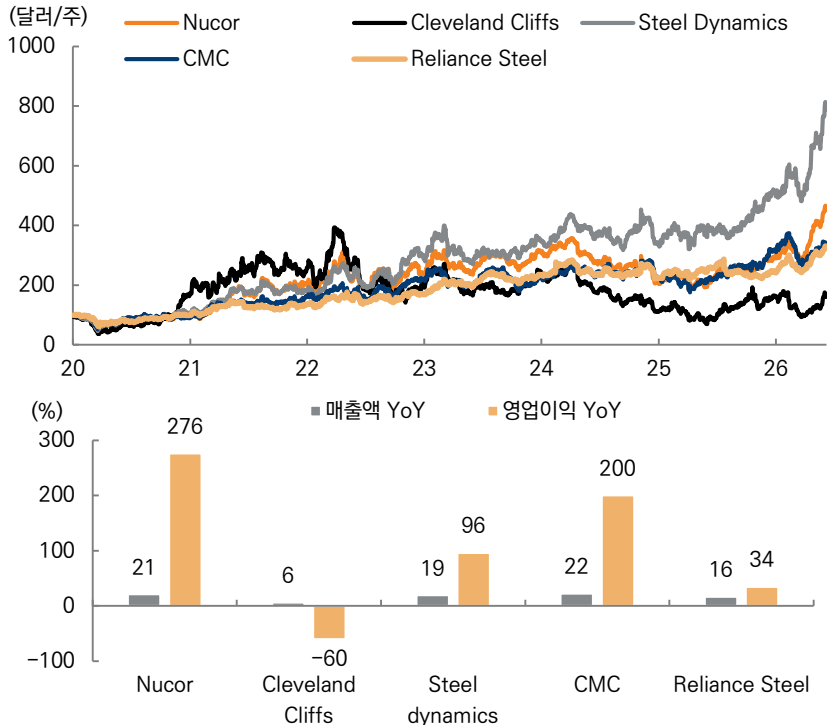 (달러/주)
Nucor
Cleveland Cliffs
Steel Dynamics
CMC
Reliance Steel
1000
800
600
400
200
0
20 21 22 23 24 25 26
(%)
매출액 YoY
영업이익 YoY
300
200
100
0
-100
21 276
6 -60
19 96
22 200
16 34
Nucor
Cleveland
Cliffs
Steel
dynamics
CMC
Reliance Steel